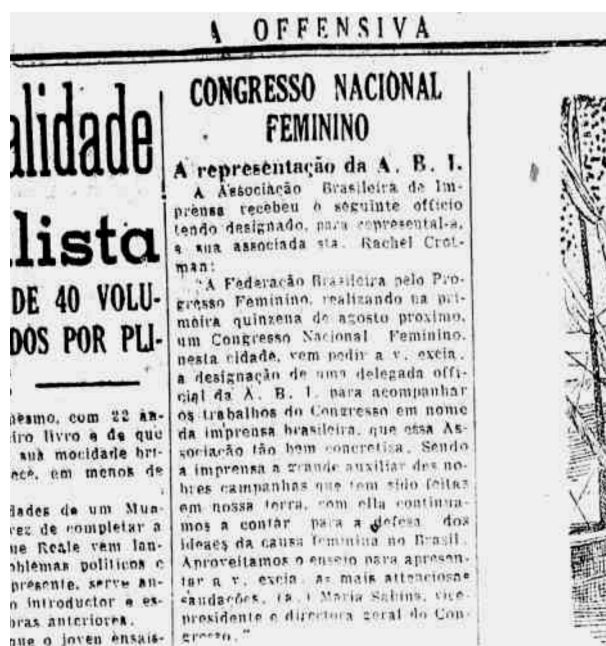 A OFFENSIVA
alidade
lista
DE 40 VOLU-
DOS POR PLI-
mesmo, com 22 an-
iro livro e de que
sua mocidade bri-
ece, em menos de
dades de um Mua-
rez de completar a
ue Reale vem lan-
oblemas politicos e
presente, serve an-
o introductor e es-
bras anteriores.
que o joven ensais-
CONGRESSO NACIONAL
FEMININO
A representação da A. B. I.
A Associação Brasileira de Im-
prensa recebeu o seguinte officio
tendo designado, para represental-a,
a sua associada sta. Rachel Crot-
man:
"A Federação Brasileira pelo Pro-
gresso Feminino, realizando na pri-
meira quinzena de agosto proximo,
um Congresso Nacional Feminino,
nesta cidade, vem pedir a v. excia.
a designação de uma delegada offi-
cial da A. B. I. para acompanhar
os trabalhos do Congresso em nome
da imprensa brasileira, que essa As-
sociação tão bem concretiza. Sendo
a imprensa a grande auxiliar das no-
bres campanhas que tem sido feitas
em nossa terra, com ella continua-
mos a contar para a defesa dos
ideaes da causa feminina no Brasil.
Aproveitamos o ensejo para apresen-
tar a v. excia. as mais attenciosas
saudações. (a.) Maria Sabina, vice-
presidente e directora geral do Con-
gresso."